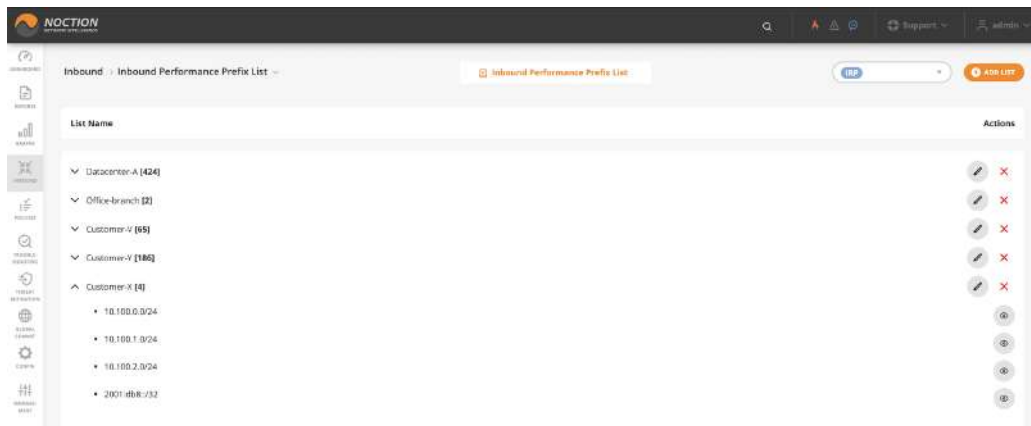 NOCTION
Support
admin
Inbound Inbound Performance Prefix List
Inbound Performance Prefix List
IRP
ADD LIST
List Name
Actions
Datacenter-A [424]
Office-branch [2]
Customer-V [65]
Customer-Y [186]
Customer-X [4]
10.100.0.0/24
10.100.1.0/24
10.100.2.0/24
2001:db8::/32